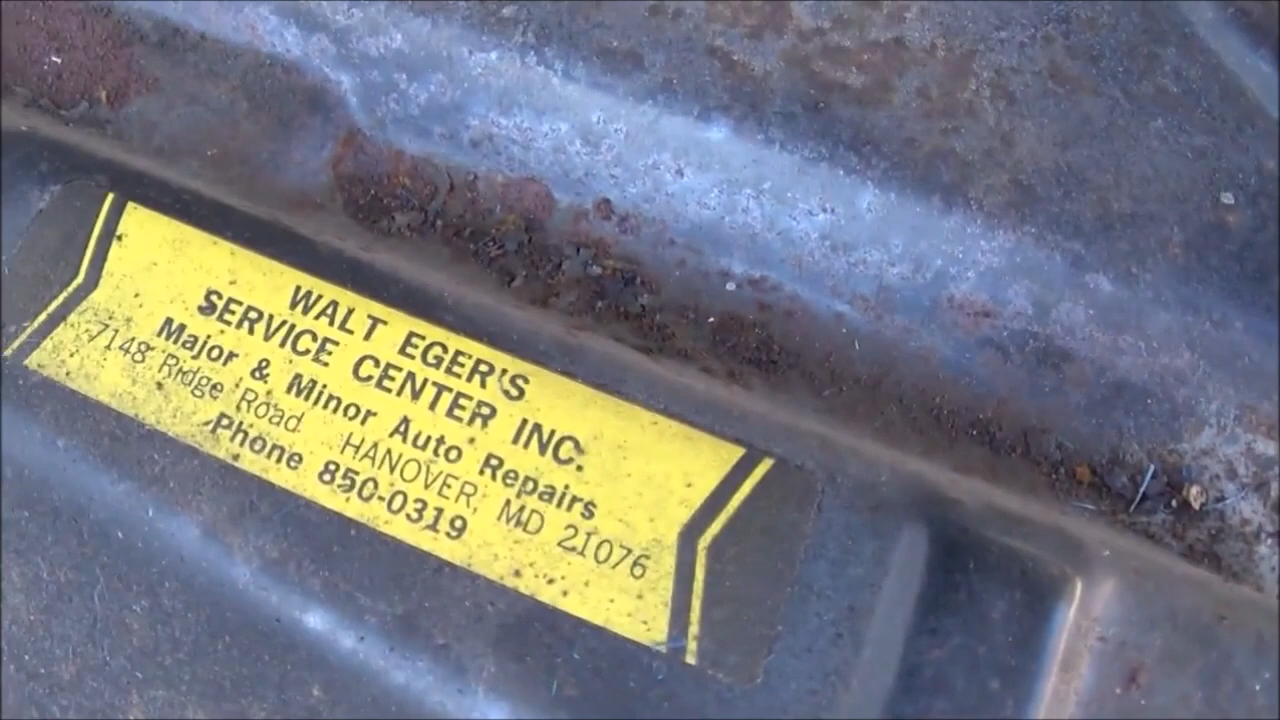 WALT EGER'S
SERVICE CENTER INC.
Major & Minor Auto Repairs
7148 Ridge Road HANOVER, MD 21076
Phone 850-0319